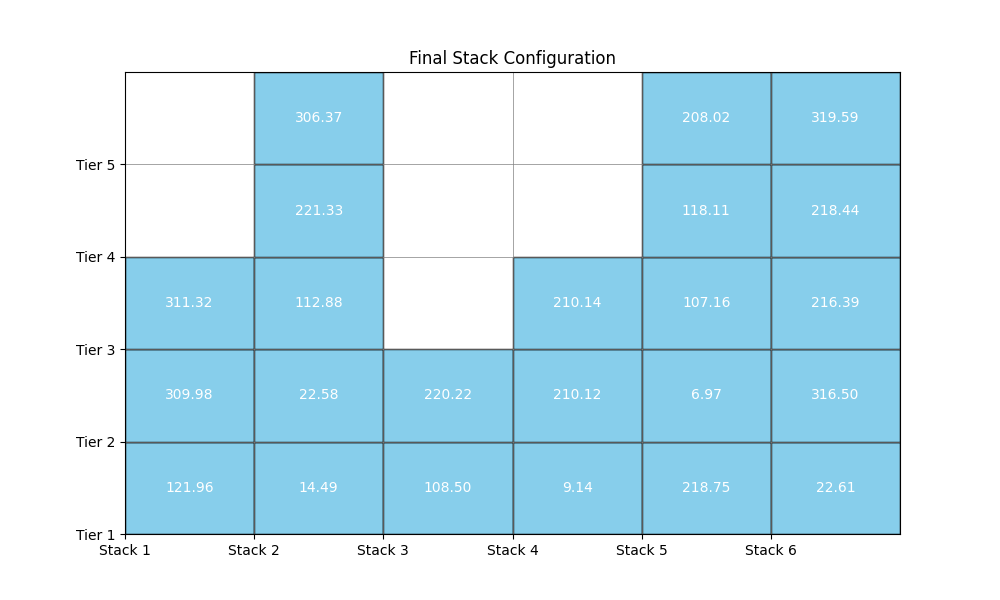 Final Stack Configuration
306.37 208.02 319.59
Tier 5
221.33 118.11 218.44
Tier 4
311.32 112.88 210.14 107.16 216.39
Tier 3
309.98 22.58 220.22 210.12 6.97 316.50
Tier 2
121.96 14.49 108.50 9.14 218.75 22.61
Tier 1
Stack 1 Stack 2 Stack 3 Stack 4 Stack 5 Stack 6